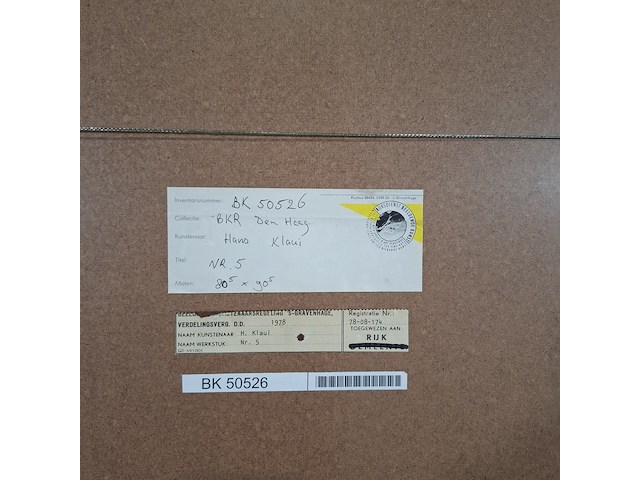 Inventarisnummer: BK 50526
Collectie: BKR Den Haag
Kunstenaar: Hans Klaui
Titel: NR. 5
Maten: 80⁵ x 90⁵
'S-GRAVENHAGE,
VERDELINGSVERG. D.D. 1978
NAAM KUNSTENAAR: H. Klaui
NAAM WERKSTUK: Nr. 5
Registratie Nr.:
78-08-174
TOEGEWEZEN AAN:
RIJK
BK 50526